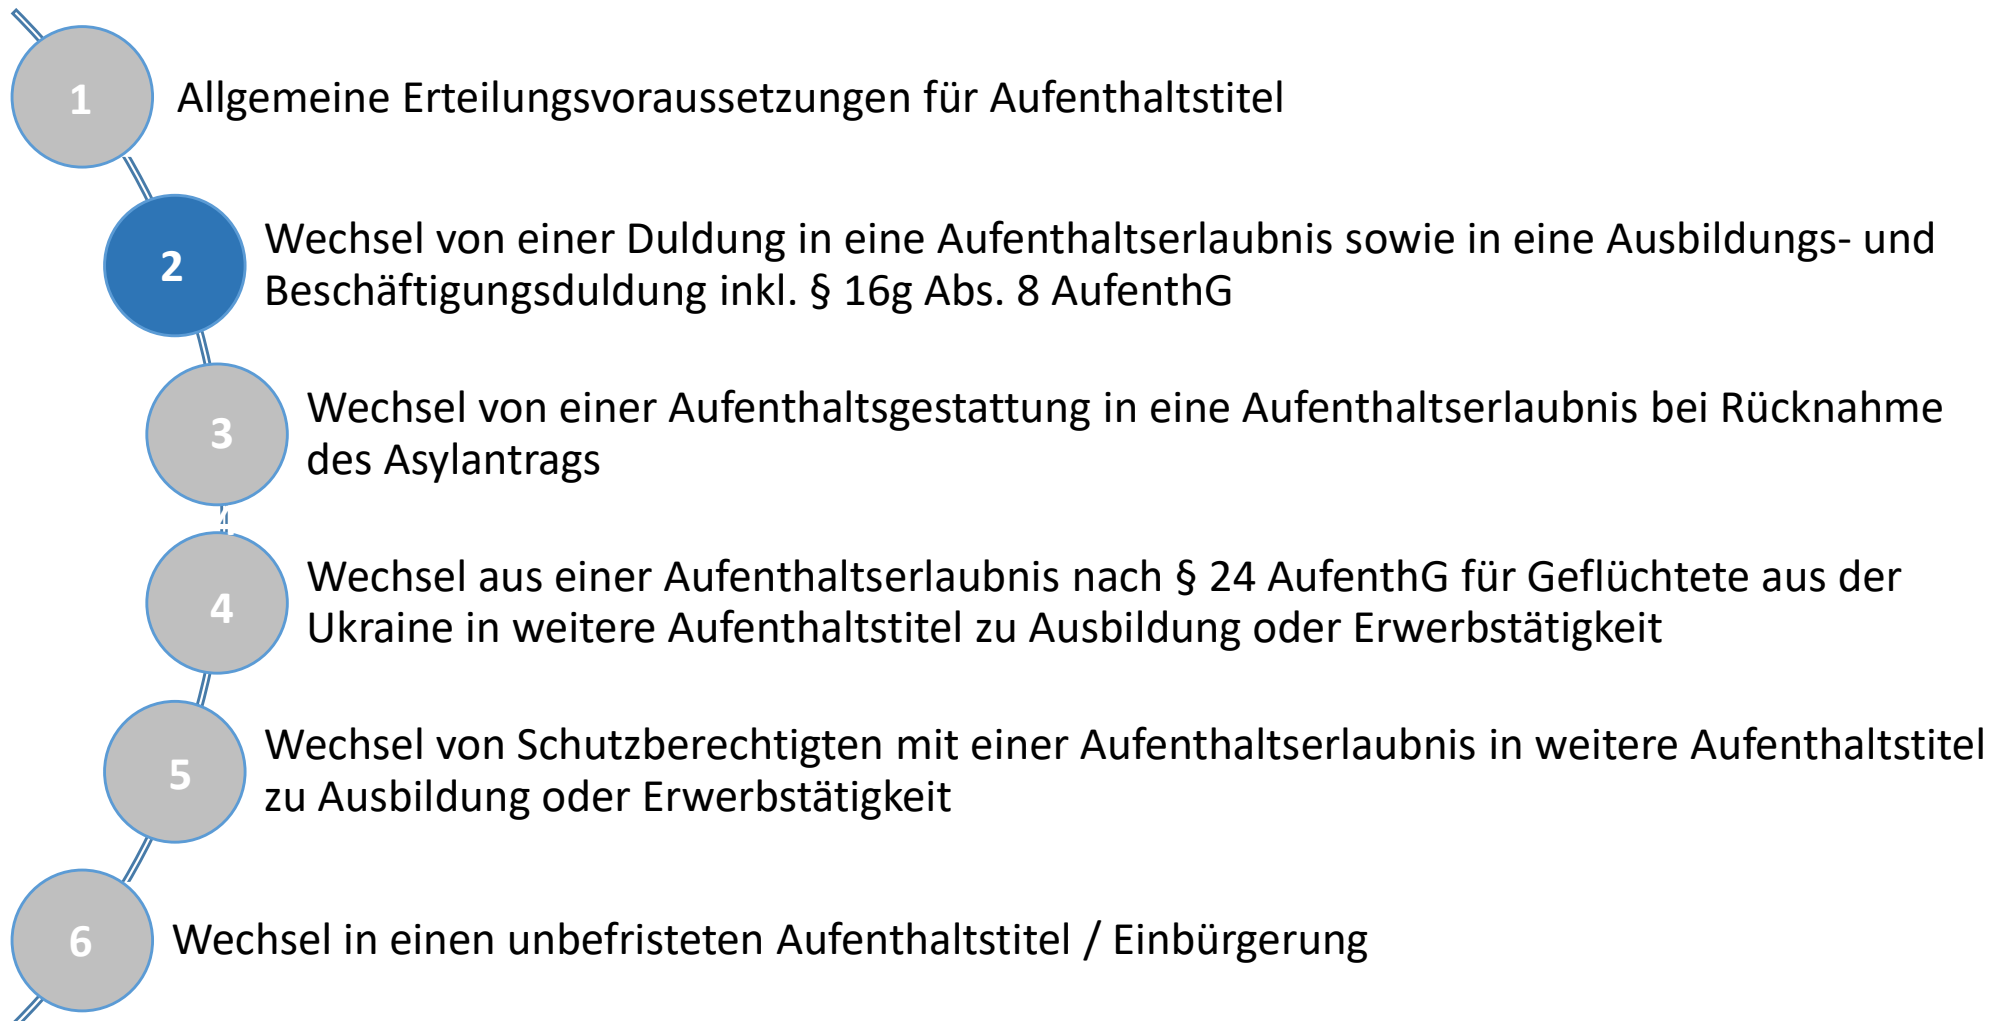 1
Allgemeine Erteilungsvoraussetzungen für Aufenthaltstitel
2
Wechsel von einer Duldung in eine Aufenthaltserlaubnis sowie in eine Ausbildungs- und
Beschäftigungsduldung inkl. § 16g Abs. 8 AufenthG
3
Wechsel von einer Aufenthaltsgestattung in eine Aufenthaltserlaubnis bei Rücknahme
des Asylantrags
4
4
Wechsel aus einer Aufenthaltserlaubnis nach § 24 AufenthG für Geflüchtete aus der
Ukraine in weitere Aufenthaltstitel zu Ausbildung oder Erwerbstätigkeit
5
Wechsel von Schutzberechtigten mit einer Aufenthaltserlaubnis in weitere Aufenthaltstitel
zu Ausbildung oder Erwerbstätigkeit
6
Wechsel in einen unbefristeten Aufenthaltstitel / Einbürgerung